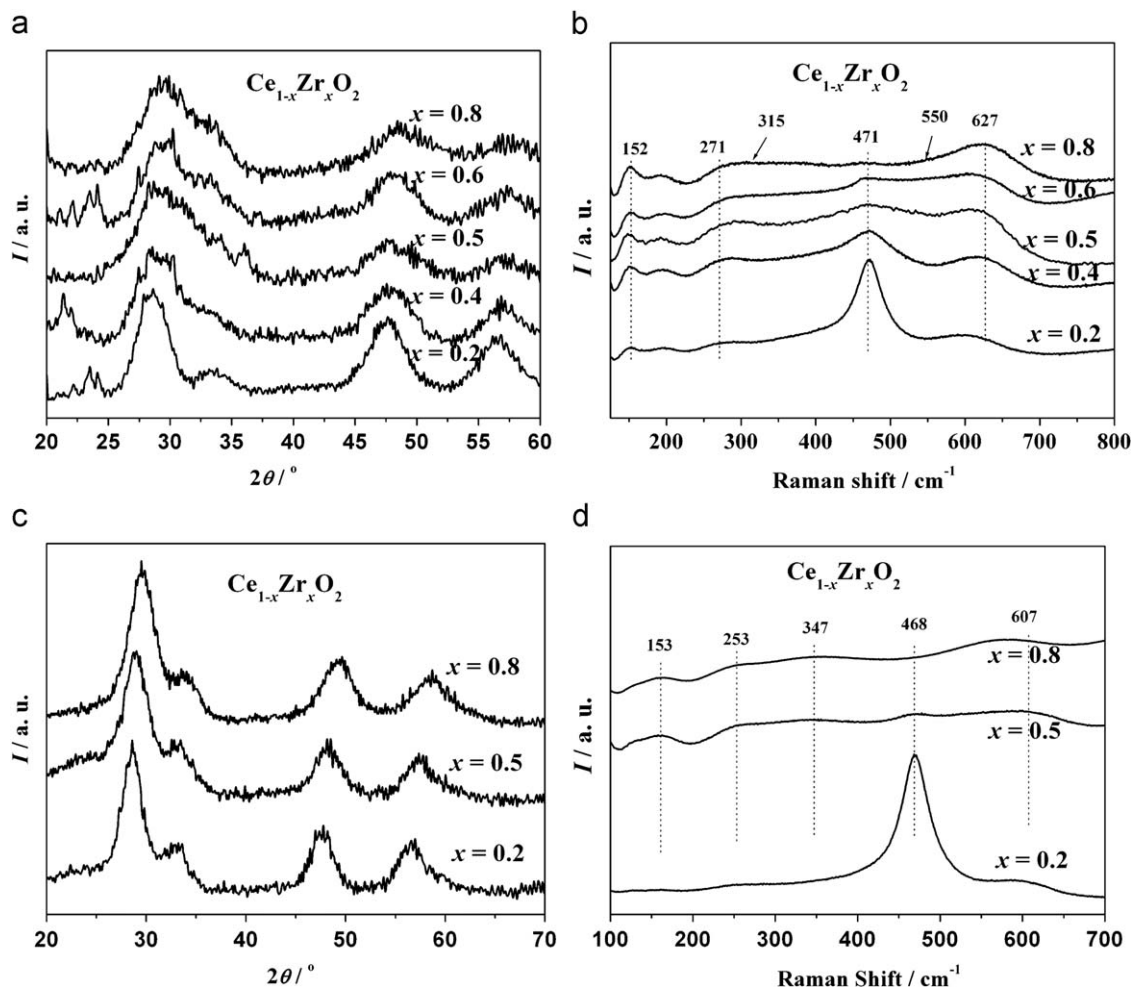 a
Ce1-xZrxO2
x = 0.8
x = 0.6
x = 0.5
x = 0.4
x = 0.2
I / a. u.
20 25 30 35 40 45 50 55 60
2θ / °
b
Ce1-xZrxO2
152 271 315 471 550 627
x = 0.8
x = 0.6
x = 0.5
x = 0.4
x = 0.2
I / a. u.
200 300 400 500 600 700 800
Raman shift / cm-1
c
Ce1-xZrxO2
x = 0.8
x = 0.5
x = 0.2
I / a. u.
20 30 40 50 60 70
2θ / °
d
Ce1-xZrxO2
153 253 347 468 607
x = 0.8
x = 0.5
x = 0.2
I / a. u.
100 200 300 400 500 600 700
Raman Shift / cm-1